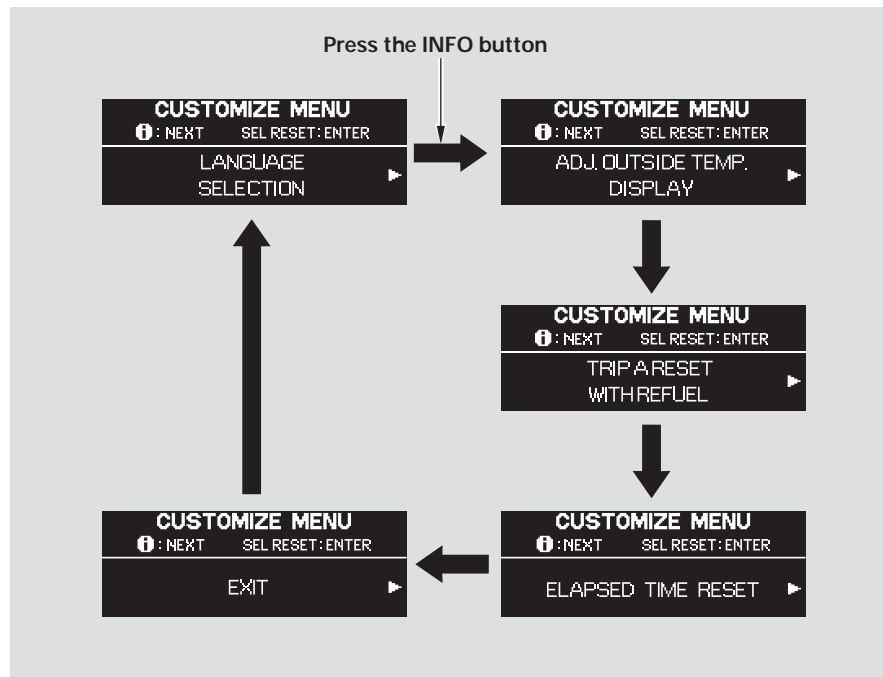 Press the INFO button
CUSTOMIZE MENU
i : NEXT SEL RESET : ENTER
LANGUAGE
SELECTION
CUSTOMIZE MENU
i : NEXT SEL RESET : ENTER
ADJ. OUTSIDE TEMP.
DISPLAY
CUSTOMIZE MENU
i : NEXT SEL RESET : ENTER
TRIP A RESET
WITH REFUEL
CUSTOMIZE MENU
i : NEXT SEL RESET : ENTER
ELAPSED TIME RESET
CUSTOMIZE MENU
i : NEXT SEL RESET : ENTER
EXIT